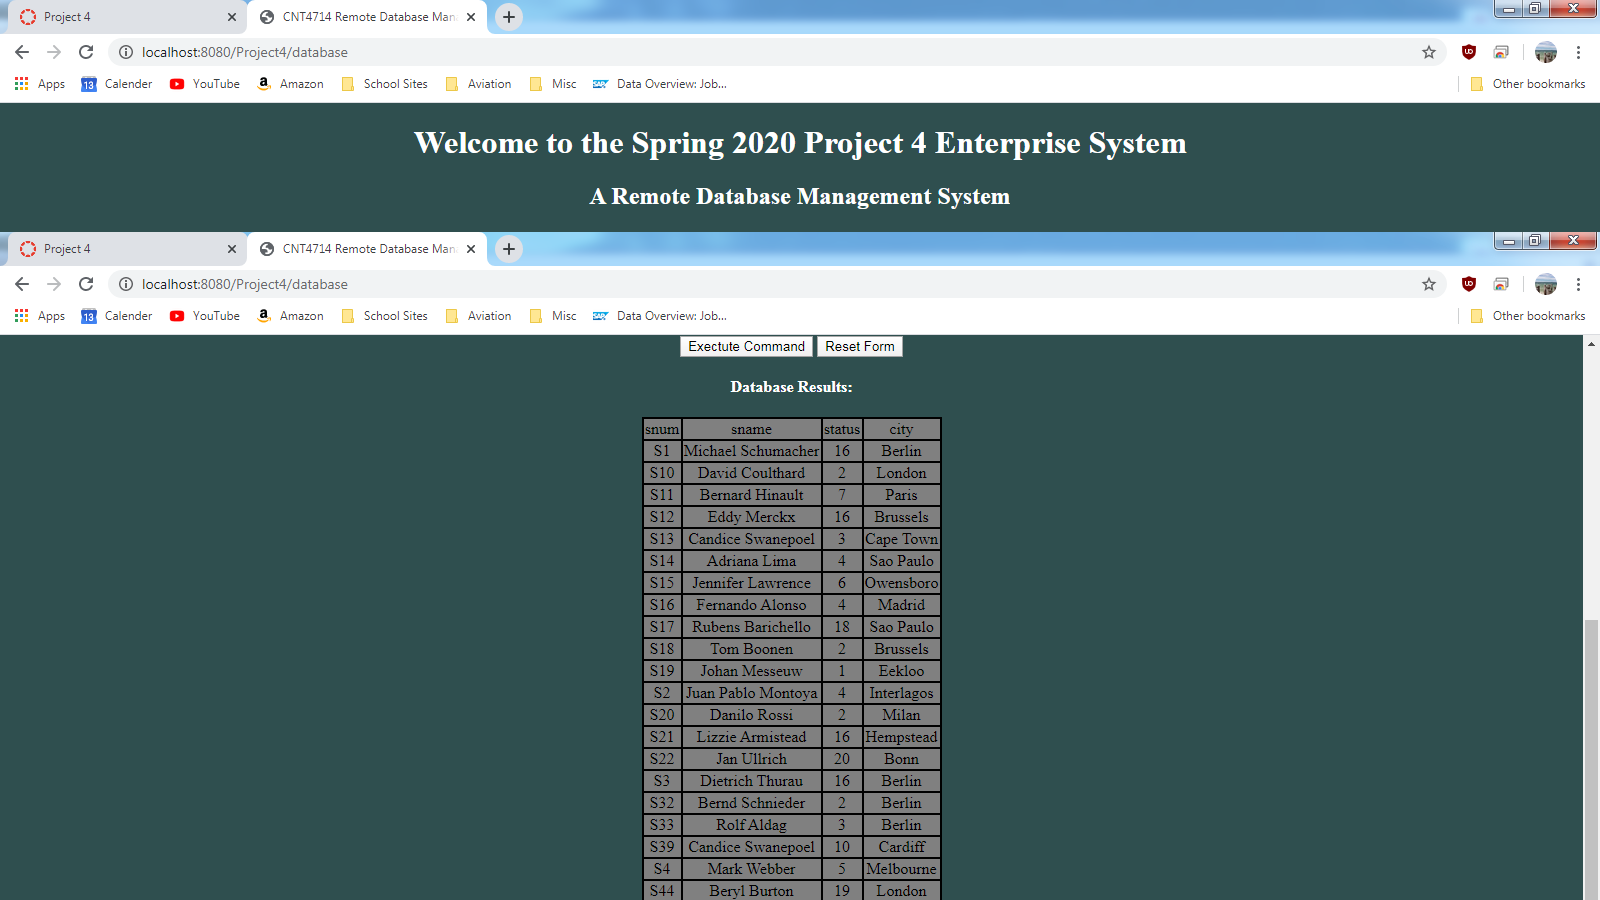 Project 4
CNT4714 Remote Database Man
localhost:8080/Project4/database
Apps 13 Calender YouTube a Amazon School Sites Aviation Misc SAP Data Overview: Job... Other bookmarks
Welcome to the Spring 2020 Project 4 Enterprise System
A Remote Database Management System
Project 4
CNT4714 Remote Database Man
localhost:8080/Project4/database
Apps 13 Calender YouTube a Amazon School Sites Aviation Misc SAP Data Overview: Job... Other bookmarks
Exectute Command Reset Form
Database Results:
snum sname status city
S1 Michael Schumacher 16 Berlin
S10 David Coulthard 2 London
S11 Bernard Hinault 7 Paris
S12 Eddy Merckx 16 Brussels
S13 Candice Swanepoel 3 Cape Town
S14 Adriana Lima 4 Sao Paulo
S15 Jennifer Lawrence 6 Owensboro
S16 Fernando Alonso 4 Madrid
S17 Rubens Barichello 18 Sao Paulo
S18 Tom Boonen 2 Brussels
S19 Johan Messeuw 1 Eekloo
S2 Juan Pablo Montoya 4 Interlagos
S20 Danilo Rossi 2 Milan
S21 Lizzie Armistead 16 Hempstead
S22 Jan Ullrich 20 Bonn
S3 Dietrich Thurau 16 Berlin
S32 Bernd Schnieder 2 Berlin
S33 Rolf Aldag 3 Berlin
S39 Candice Swanepoel 10 Cardiff
S4 Mark Webber 5 Melbourne
S44 Beryl Burton 19 London